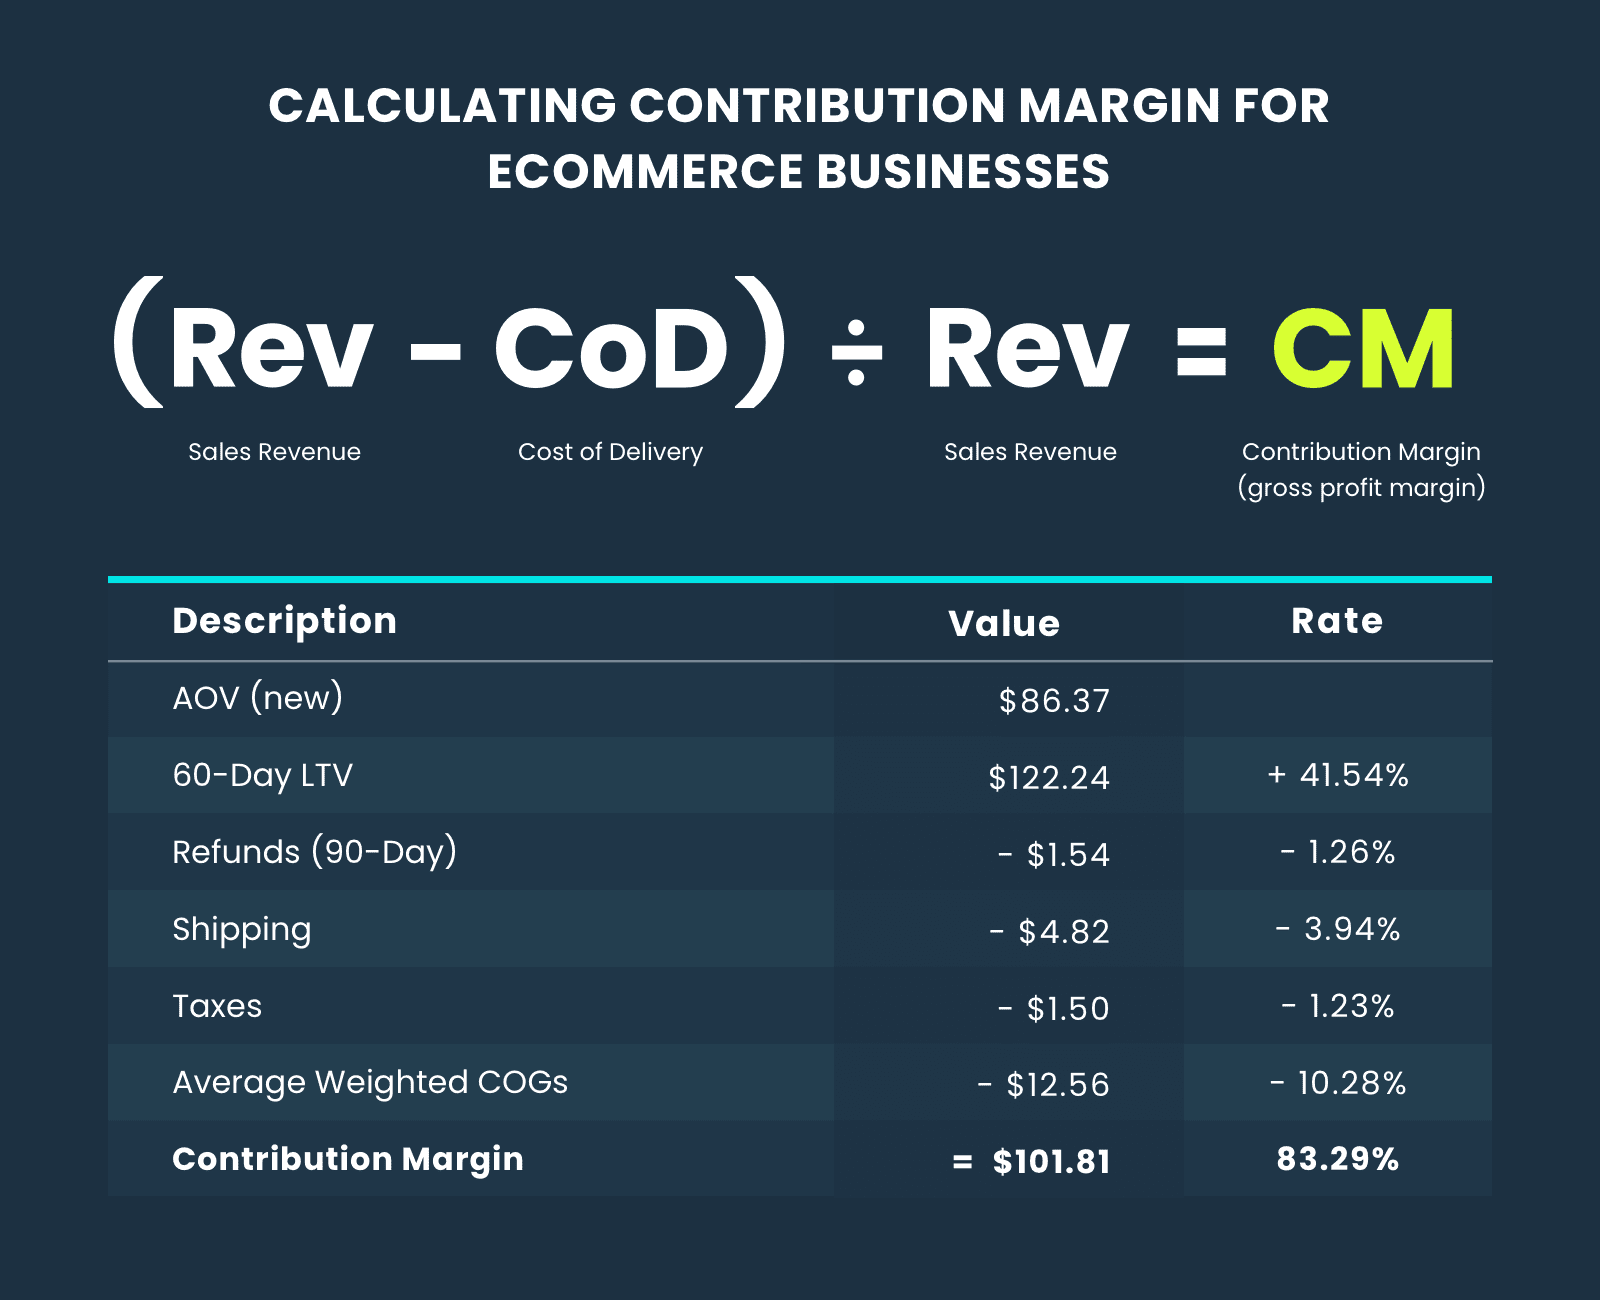 CALCULATING CONTRIBUTION MARGIN FOR
ECOMMERCE BUSINESSES
(Rev - CoD) ÷ Rev = CM
Sales Revenue Cost of Delivery Sales Revenue Contribution Margin
(gross profit margin)
Description Value Rate
AOV (new) $86.37
60-Day LTV $122.24 + 41.54%
Refunds (90-Day) - $1.54 - 1.26%
Shipping - $4.82 - 3.94%
Taxes - $1.50 - 1.23%
Average Weighted COGs - $12.56 - 10.28%
Contribution Margin = $101.81 83.29%